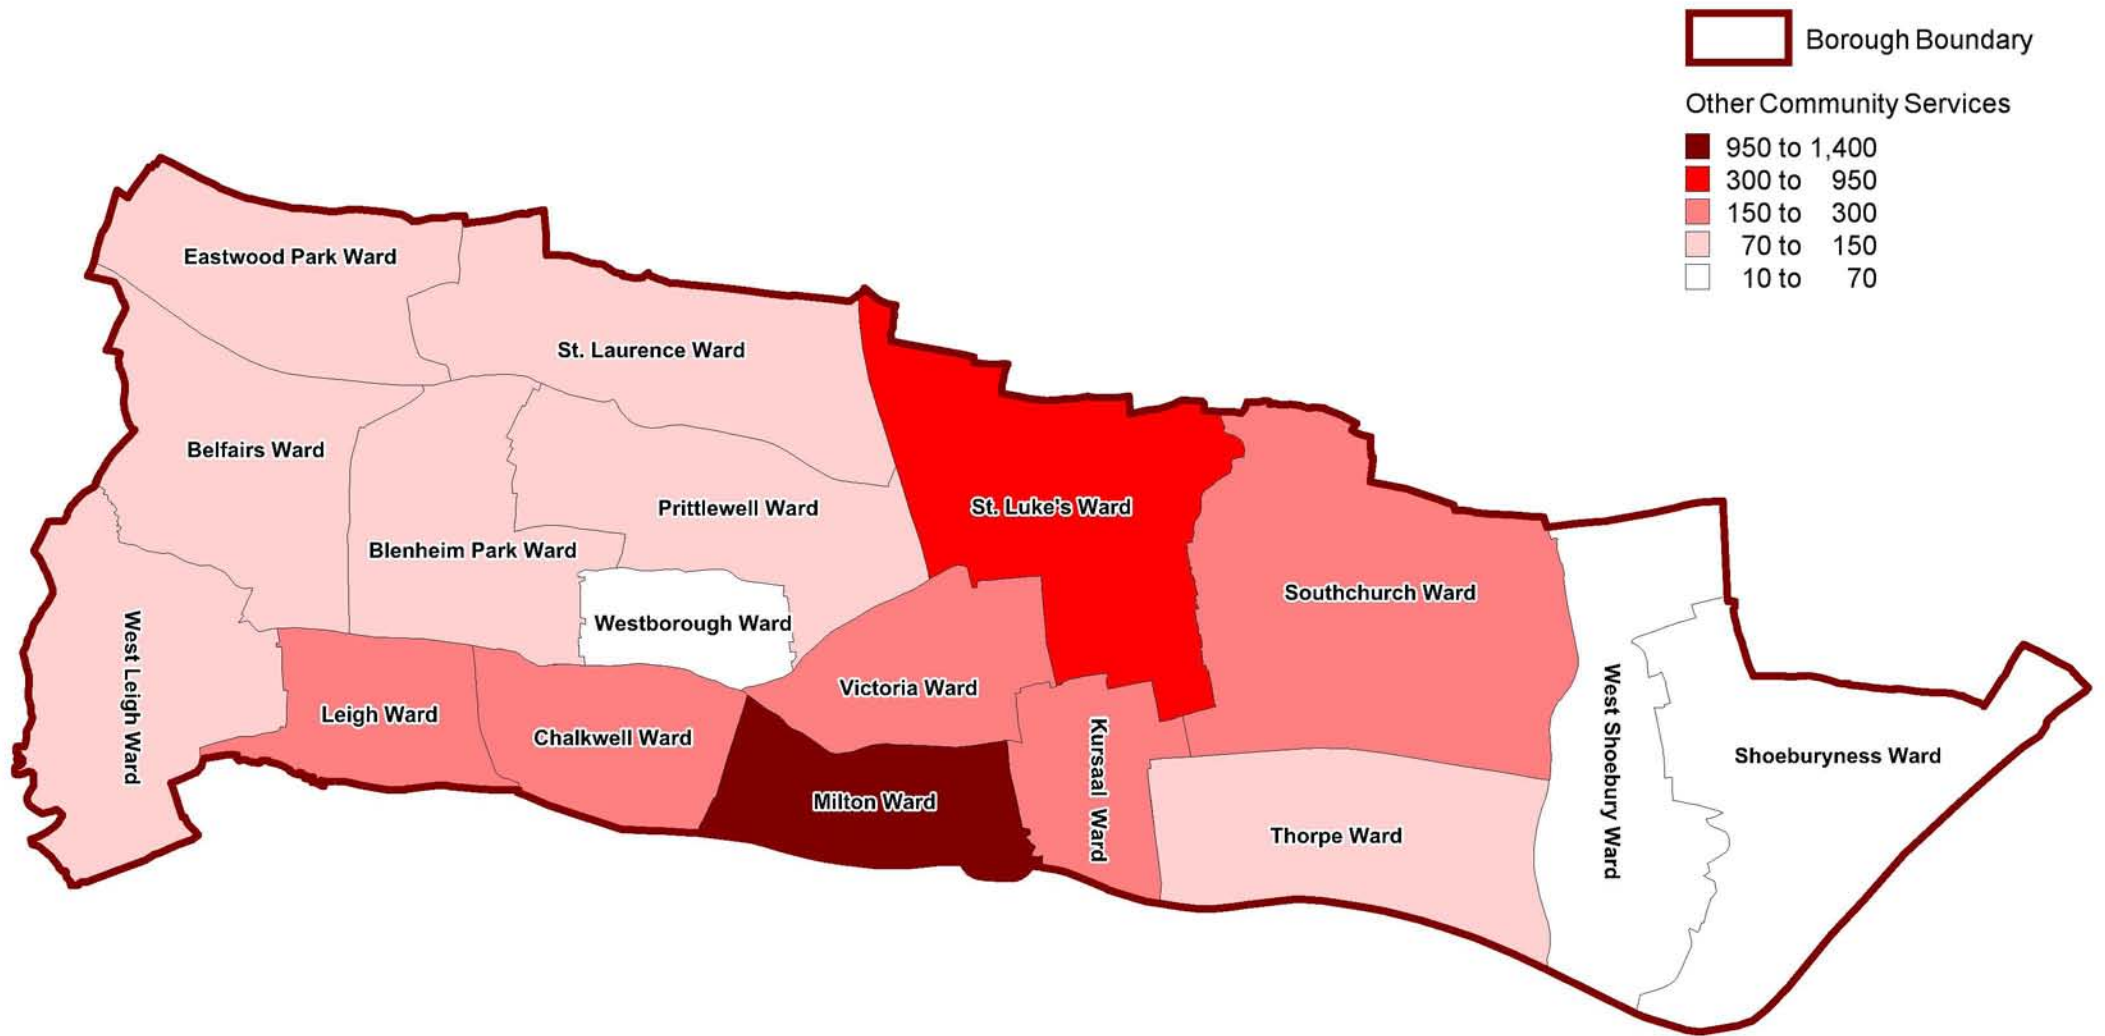 Borough Boundary
Other Community Services
950 to 1,400
300 to 950
150 to 300
70 to 150
10 to 70
Eastwood Park Ward
St. Laurence Ward
Belfairs Ward
Prittlewell Ward
St. Luke's Ward
Blenheim Park Ward
Southchurch Ward
Westborough Ward
West Leigh Ward
Victoria Ward
Leigh Ward
Chalkwell Ward
Kursaal Ward
West Shoebury Ward
Shoeburyness Ward
Milton Ward
Thorpe Ward